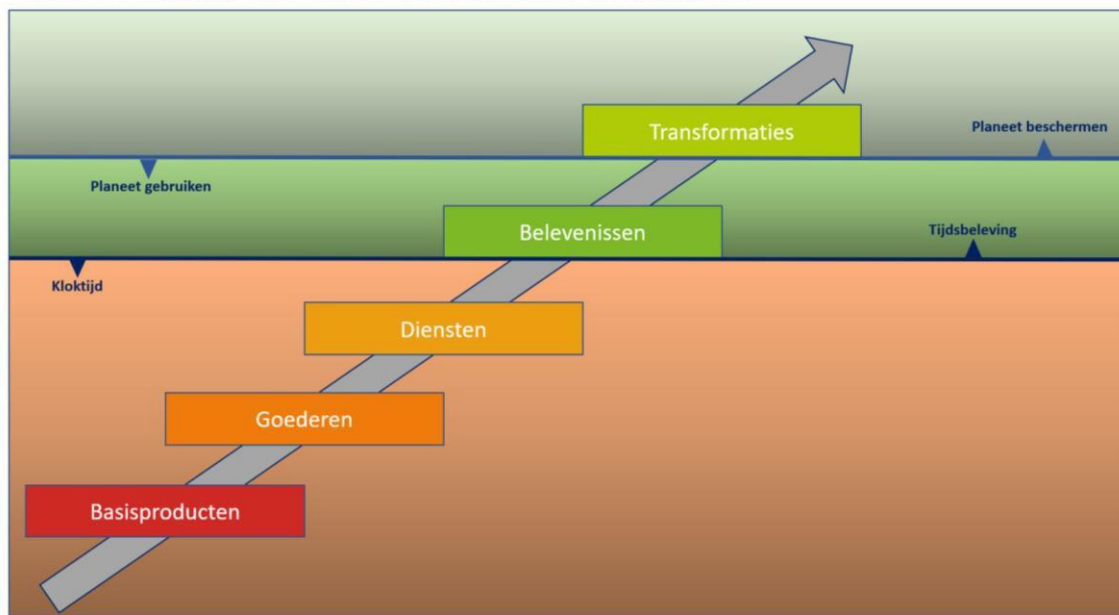 Transformaties
Planeet beschermen
Planeet gebruiken
Belevenissen
Tijdsbeleving
Kloktijd
Diensten
Goederen
Basisproducten